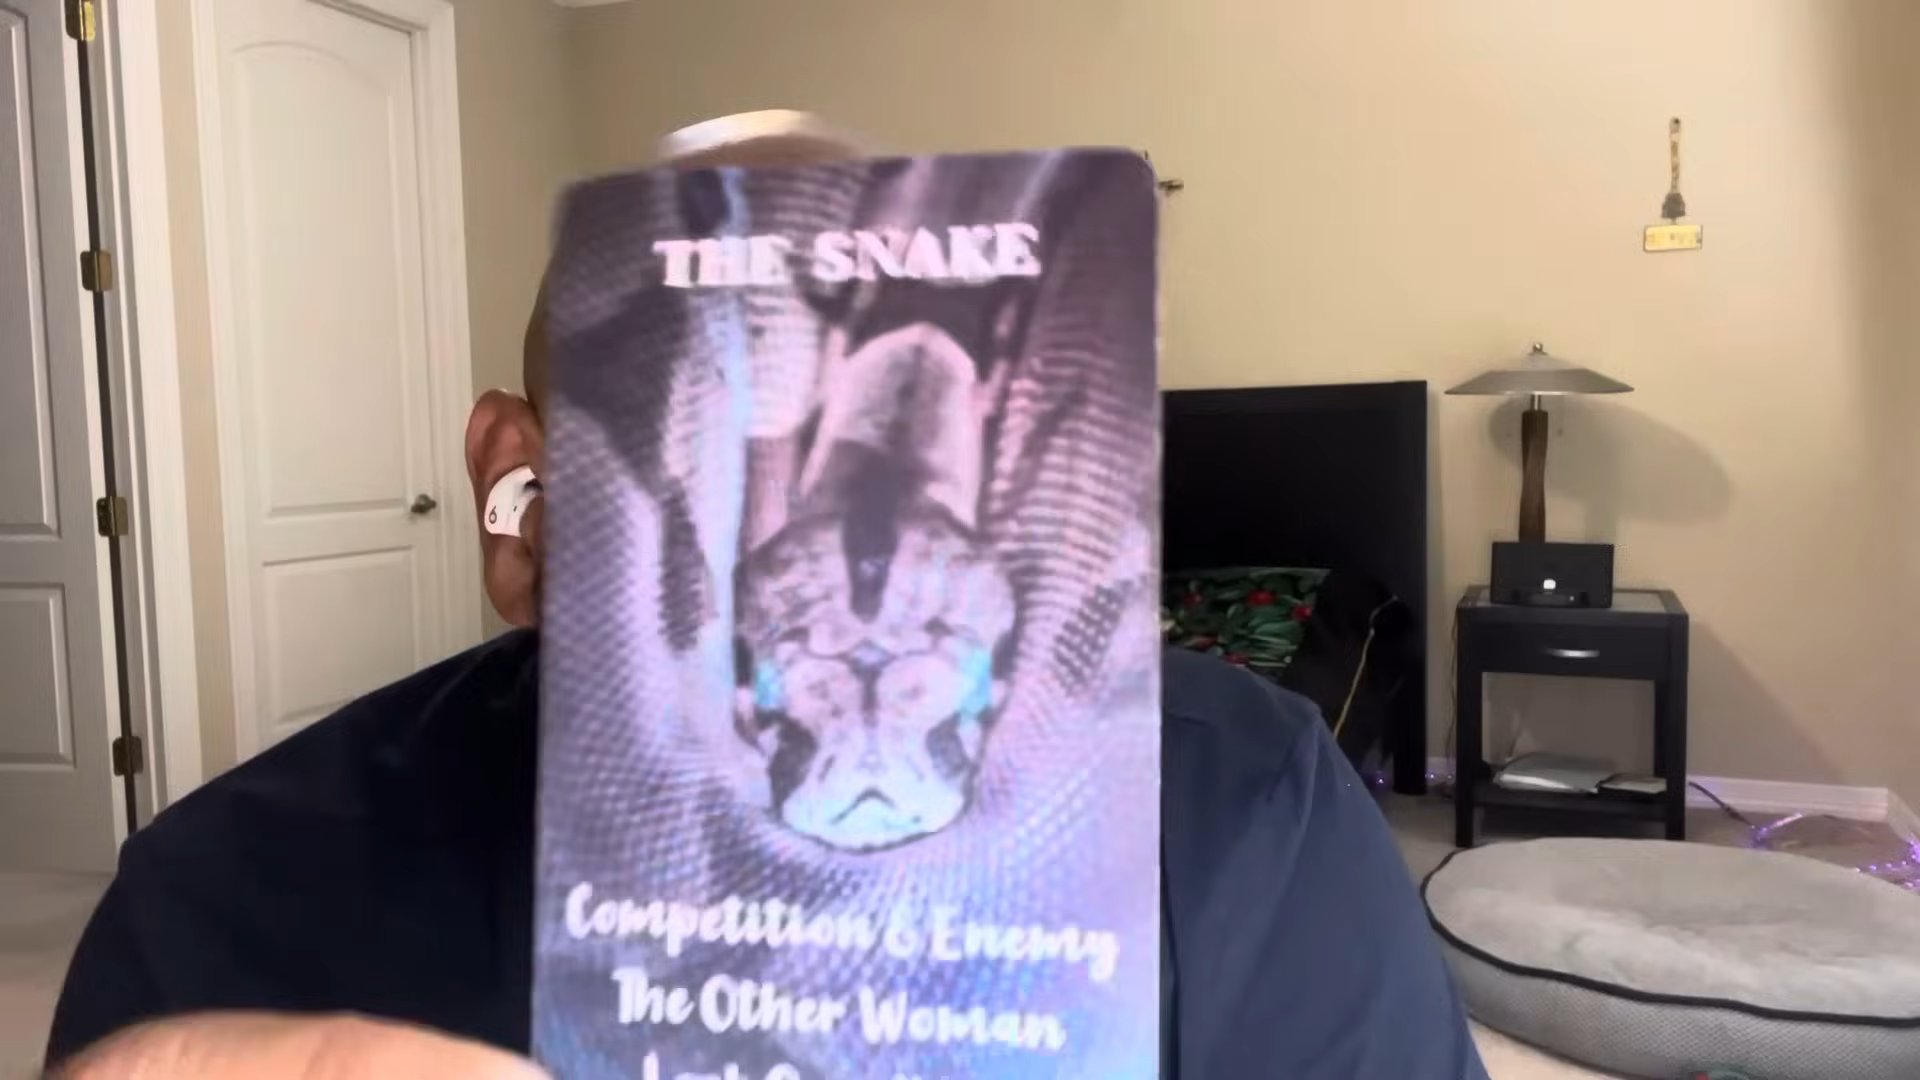 THE SNAKE
Competition & Enemy
The Other Woman